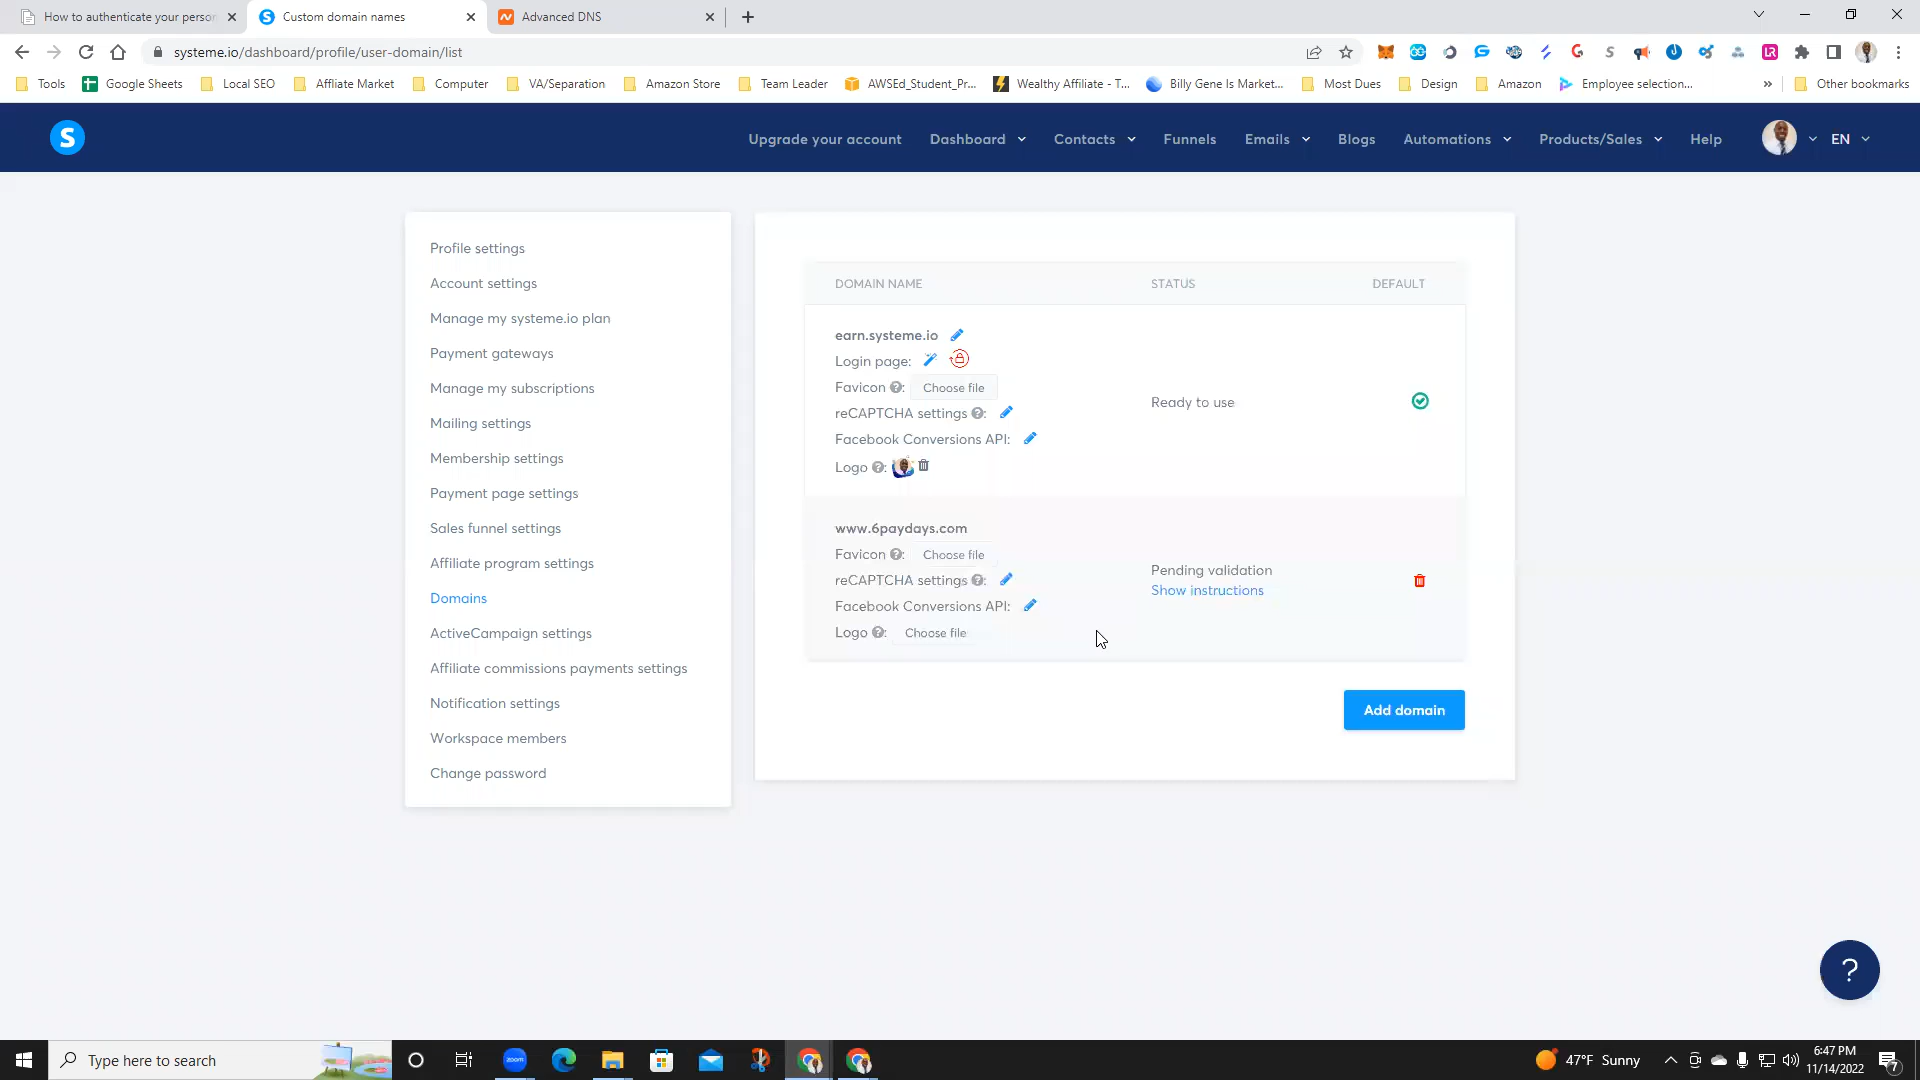 How to authenticate your person
Custom domain names
Advanced DNS
systeme.io/dashboard/profile/user-domain/list
Tools
Google Sheets
Local SEO
Affliate Market
Computer
VA/Separation
Amazon Store
Team Leader
AWSEd_Student_Pr...
Wealthy Affiliate - T...
Billy Gene Is Market...
Most Dues
Design
Amazon
Employee selection...
»
Other bookmarks
S
Upgrade your account
Dashboard
Contacts
Funnels
Emails
Blogs
Automations
Products/Sales
Help
EN
Profile settings
Account settings
Manage my systeme.io plan
Payment gateways
Manage my subscriptions
Mailing settings
Membership settings
Payment page settings
Sales funnel settings
Affiliate program settings
Domains
ActiveCampaign settings
Affiliate commissions payments settings
Notification settings
Workspace members
Change password
DOMAIN NAME STATUS DEFAULT
earn.systeme.io
Login page:
Favicon ?: Choose file
reCAPTCHA settings ?:
Facebook Conversions API:
Logo ?:
Ready to use
www.6paydays.com
Favicon ?: Choose file
reCAPTCHA settings ?:
Facebook Conversions API:
Logo ?: Choose file
Pending validation
Show instructions
Add domain
?
Type here to search
zoom
47°F Sunny
6:47 PM
11/14/2022
7